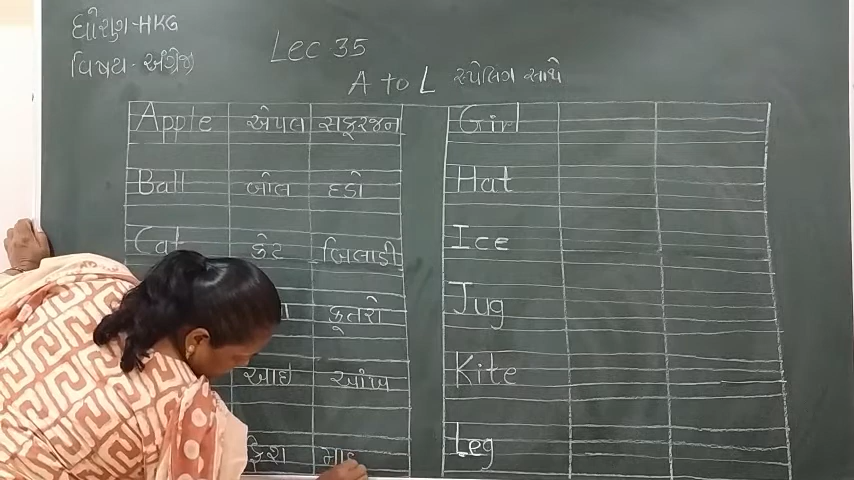 ધોરણ-HKG
વિષય-અંગ્રેજી
Lec-35
A to L સ્પેલિંગ સાથે
Apple એપલ સફરજન
Ball બોલ દડો
Cat કેટ બિલાડી
કૂતરો
આઇ આંખ
ફિશ
Girl
Hat
Ice
Jug
Kite
Leg